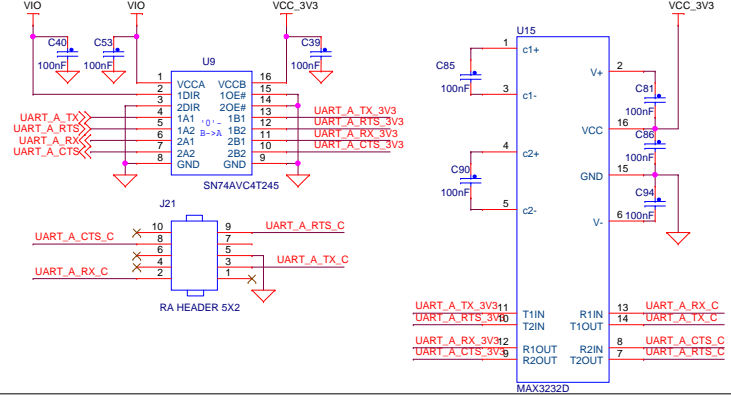 VIO VIO VCC_3V3 VCC_3V3
C40 C53 C39
100nF 100nF 100nF
U9
1 VCCA VCCB 16
2 1DIR 1OE# 15
3 2DIR 2OE# 14
UART_A_TX 4 1A1 1B1 13 UART_A_TX_3V3
UART_A_RTS 5 1A2 '0'- 1B2 12 UART_A_RTS_3V3
UART_A_RX 6 2A1 B->A 2B1 11 UART_A_RX_3V3
UART_A_CTS 7 2A2 2B2 10 UART_A_CTS_3V3
8 GND GND 9
SN74AVC4T245
J21
10 9 UART_A_RTS_C
UART_A_CTS_C 8 7
6 5
4 3 UART_A_TX_C
UART_A_RX_C 2 1
RA HEADER 5X2
U15
1 c1+
C85
100nF
3 c1-
V+ 2
C81
100nF
VCC 16
C86
100nF
4 c2+
C90
100nF
5 c2-
GND 15
C94
100nF
V- 6
UART_A_TX_3V3 11 T1IN R1IN 13 UART_A_RX_C
UART_A_RTS_3V3 10 T2IN T1OUT 14 UART_A_TX_C
UART_A_RX_3V3 12 R1OUT R2IN 8 UART_A_CTS_C
UART_A_CTS_3V3 9 R2OUT T2OUT 7 UART_A_RTS_C
MAX3232D